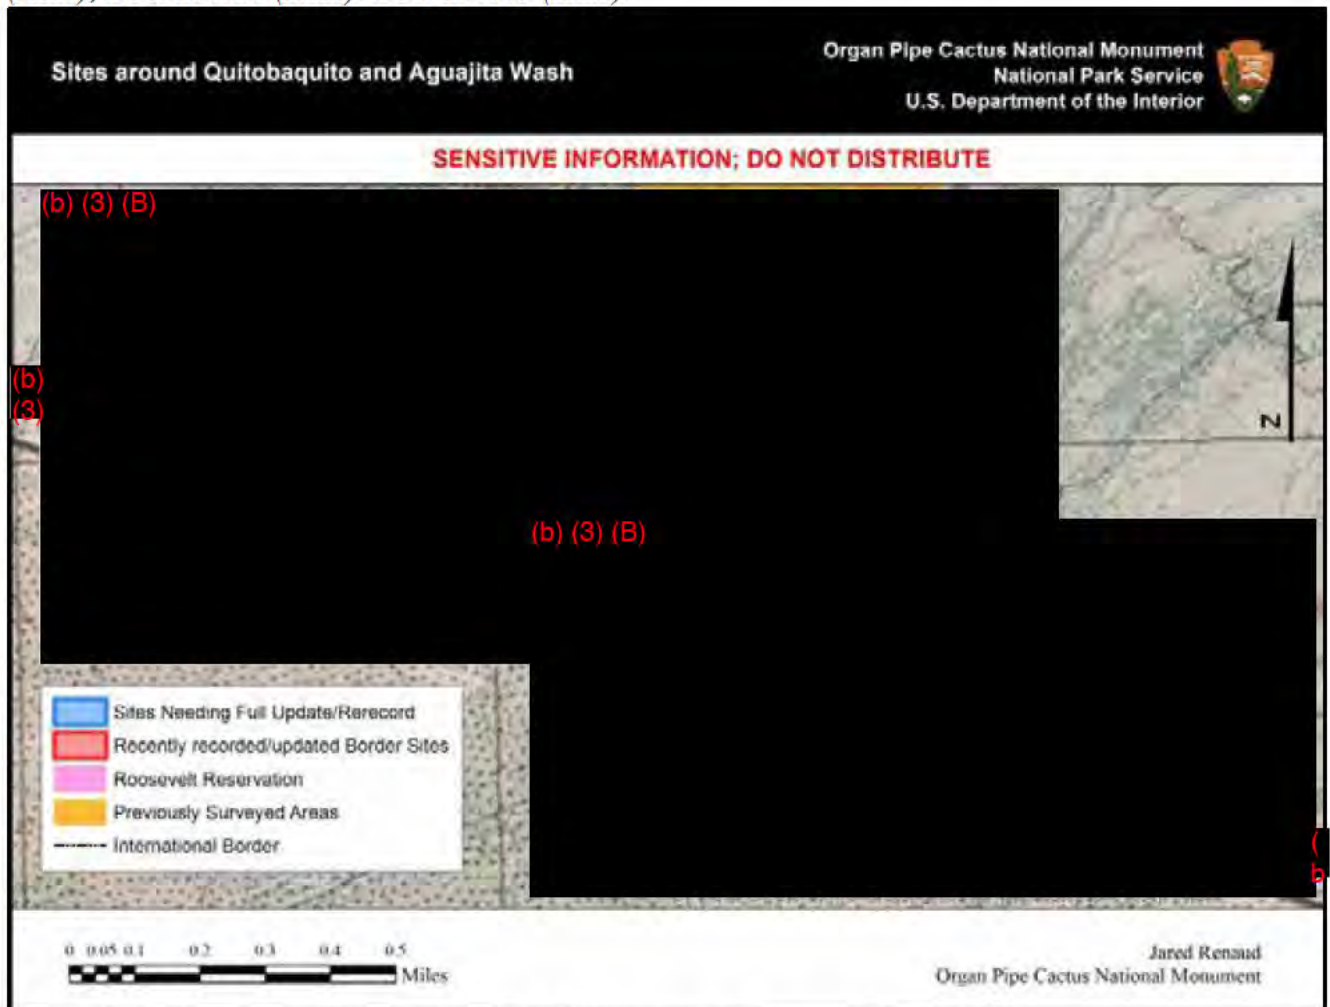 Sites around Quitobaquito and Aguajita Wash
Organ Pipe Cactus National Monument
National Park Service
U.S. Department of the Interior
SENSITIVE INFORMATION; DO NOT DISTRIBUTE
(b) (3) (B)
(b)
(3)
N
(b) (3) (B)
Sites Needing Full Update/Rerecord
Recently recorded/updated Border Sites
Roosevelt Reservation
Previously Surveyed Areas
International Border
(
b
0 0.05 0.1 0.2 0.3 0.4 0.5
Miles
Jared Renaud
Organ Pipe Cactus National Monument